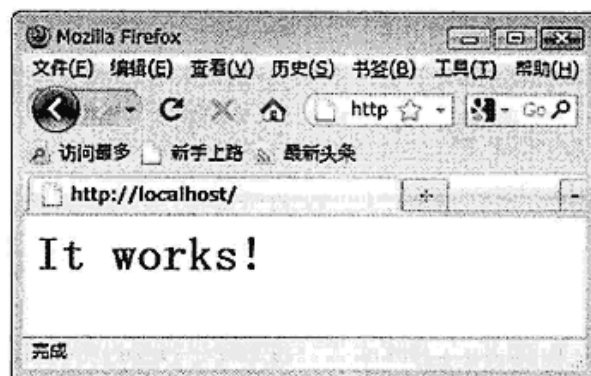 Mozilla Firefox
文件(E) 编辑(E) 查看(V) 历史(S) 书签(B) 工具(T) 帮助(H)
http Go
访问最多 新手上路 最新头条
http://localhost/
It works!
完成